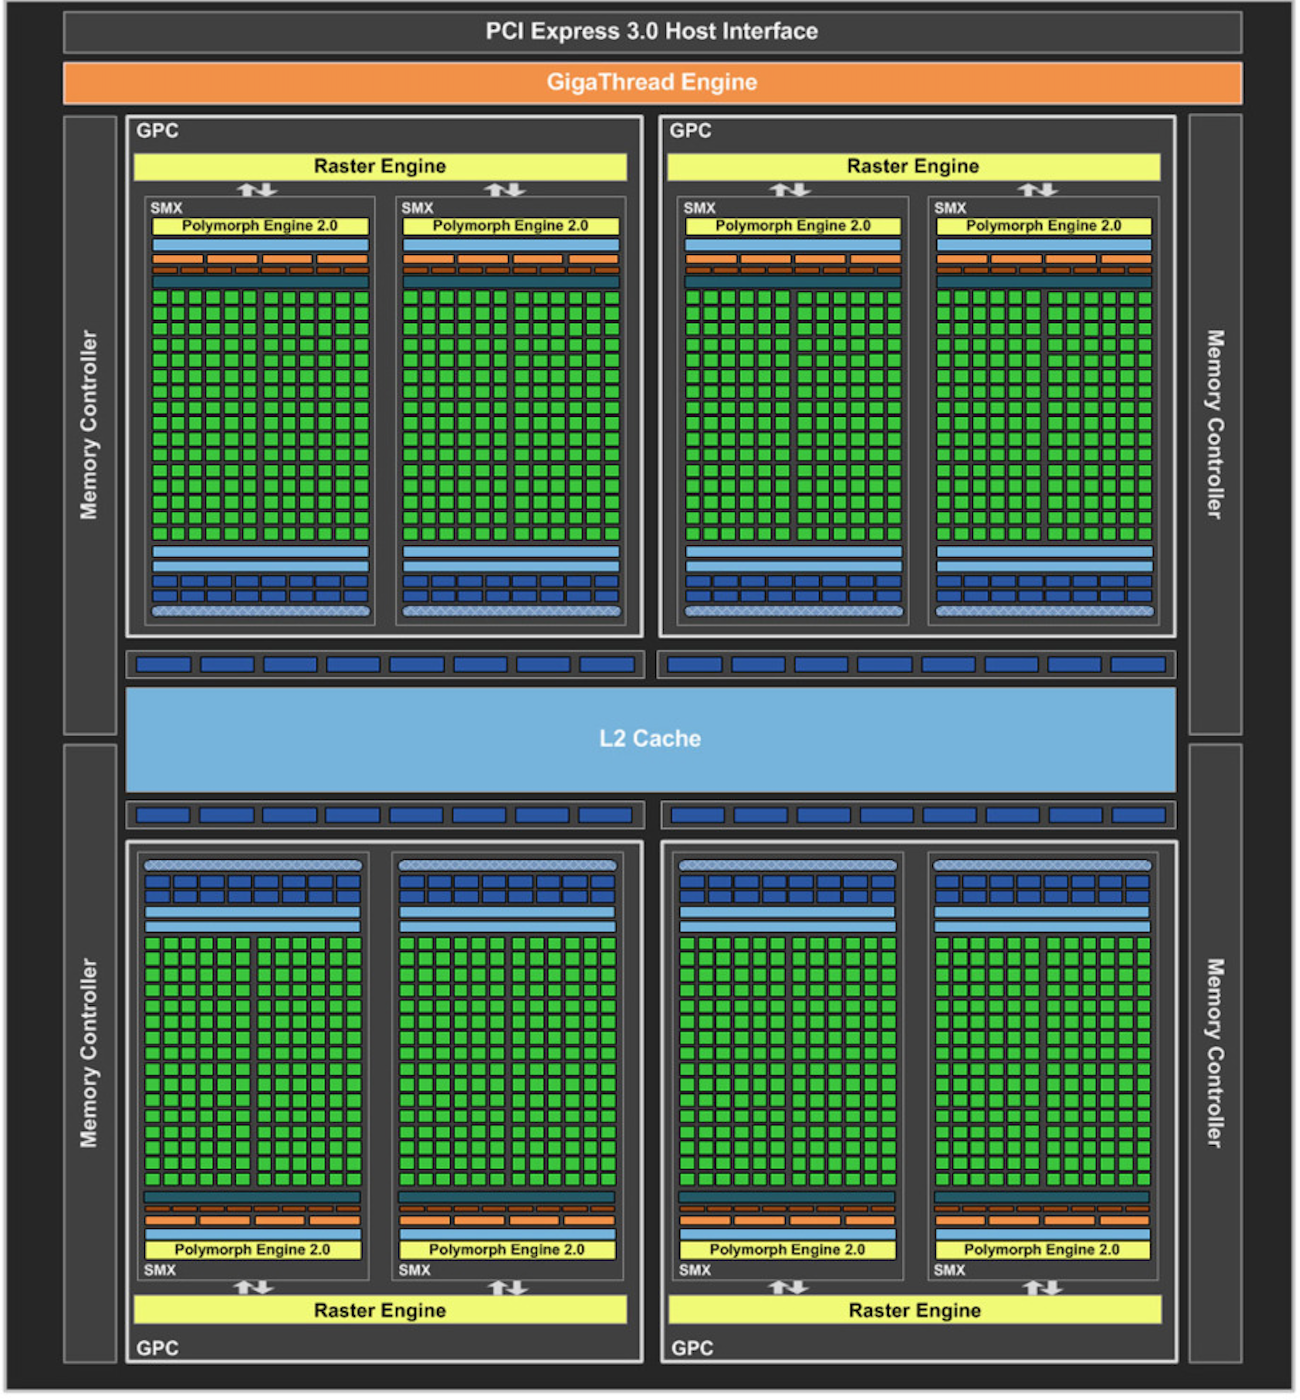 PCI Express 3.0 Host Interface
GigaThread Engine
Memory Controller
GPC
Raster Engine
SMX
Polymorph Engine 2.0
SMX
Polymorph Engine 2.0
GPC
Raster Engine
SMX
Polymorph Engine 2.0
SMX
Polymorph Engine 2.0
Memory Controller
L2 Cache
Memory Controller
Polymorph Engine 2.0
SMX
Polymorph Engine 2.0
SMX
Raster Engine
GPC
Polymorph Engine 2.0
SMX
Polymorph Engine 2.0
SMX
Raster Engine
GPC
Memory Controller